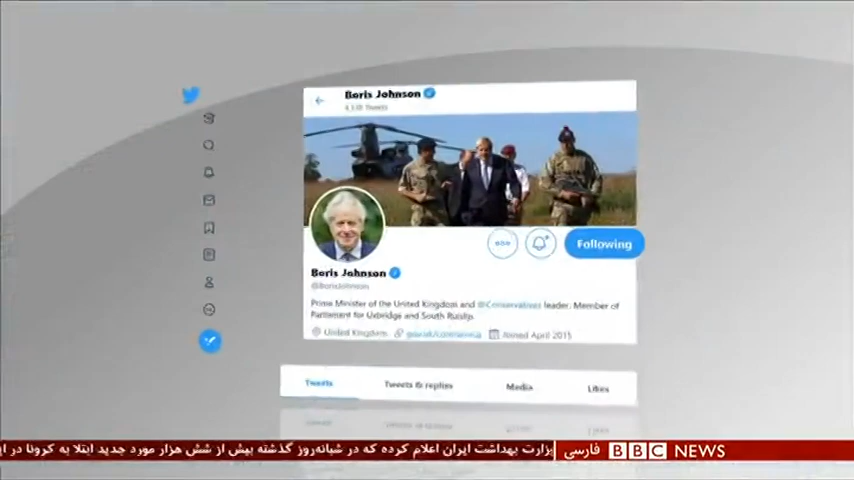 Boris Johnson
Boris Johnson
@BorisJohnson
Following
Prime Minister of the United Kingdom and @Conservatives leader. Member of
Parliament for Uxbridge and South Ruislip.
United Kingdom
Joined April 2015
Tweets
Tweets & replies
Media
Likes
وزارت بهداشت ایران اعلام کرده که در شبانه‌روز گذشته بیش از شش هزار مورد جدید ابتلا به کرونا در
فارسی BBC NEWS